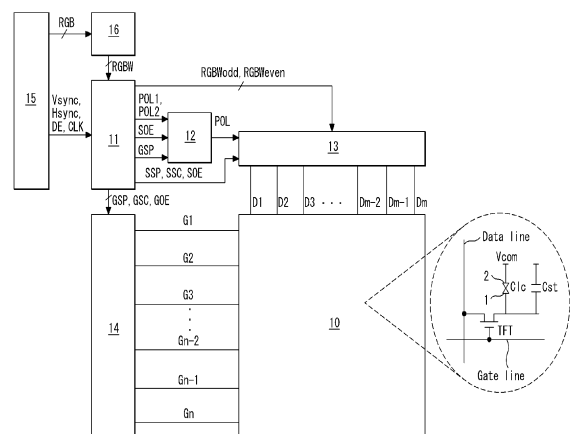 RGB
16
RGBW
RGBWodd, RGBWeven
15
Vsync,
Hsync,
DE, CLK
11
POL1,
POL2
SOE
GSP
12
POL
13
SSP, SSC, SOE
GSP, GSC, GOE
D1 D2 D3 · · · Dm-2 Dm-1 Dm
14
G1
G2
G3
Gn-2
Gn-1
Gn
10
Data line
Vcom
2
1
Clc
Cst
TFT
Gate line